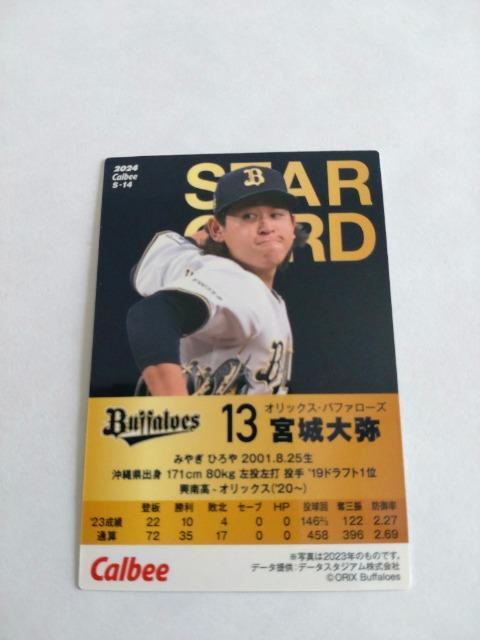 2024
Calbee
S-14
STAR
CARD
B
Buffaloes
13
オリックス・バファローズ
宮城大弥
みやぎ ひろや 2001.8.25生
沖縄県出身 171cm 80kg 左投左打 投手 '19ドラフト1位
興南高 - オリックス('20〜)
登板 勝利 敗北 セーブ HP 投球回 奪三振 防御率
'23成績 22 10 4 0 0 146⅔ 122 2.27
通算 72 35 17 0 0 458 396 2.69
Calbee
※写真は2023年のものです。
データ提供：データスタジアム株式会社
©ORIX Buffaloes